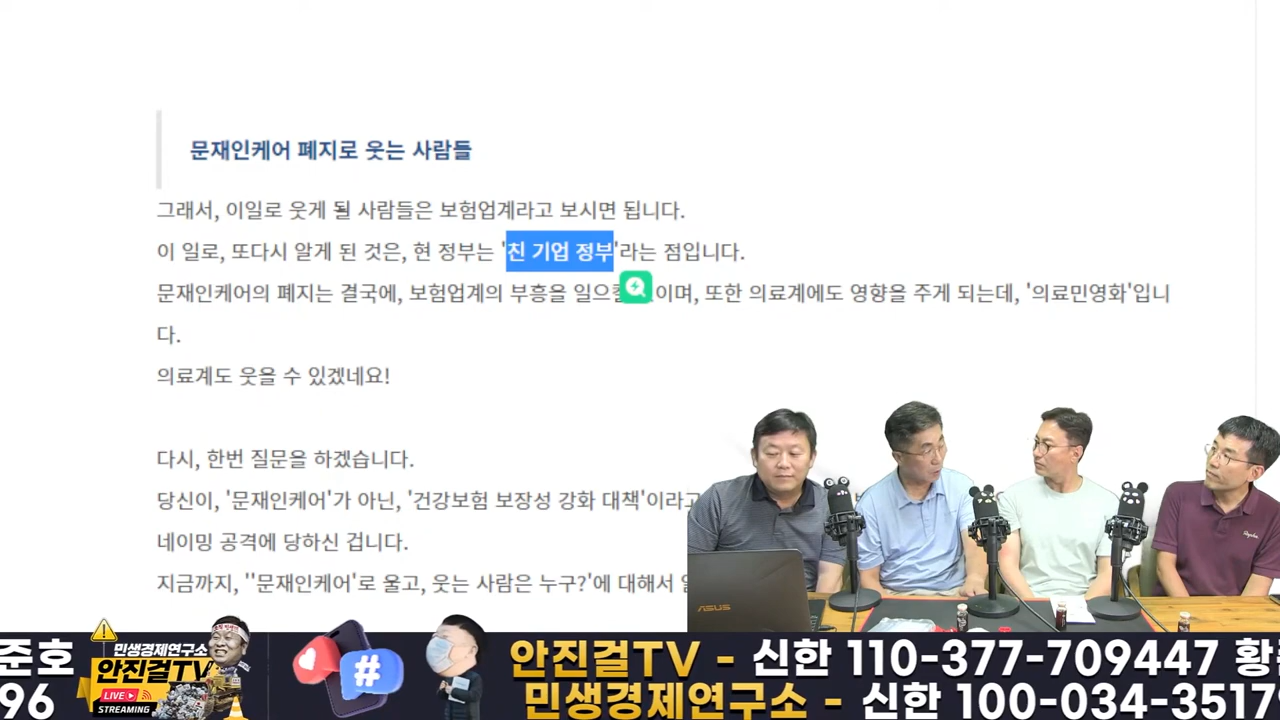 문재인케어 폐지로 웃는 사람들
그래서, 이일로 웃게 될 사람들은 보험업계라고 보시면 됩니다.
이 일로, 또다시 알게 된 것은, 현 정부는 '친 기업 정부'라는 점입니다.
문재인케어의 폐지는 결국에, 보험업계의 부흥을 일으 이며, 또한 의료계에도 영향을 주게 되는데, '의료민영화'입니
다.
의료계도 웃을 수 있겠네요!
다시, 한번 질문을 하겠습니다.
당신이, '문재인케어'가 아닌, '건강보험 보장성 강화 대책'이라고
네이밍 공격에 당하신 겁니다.
지금까지, ''문재인케어'로 울고, 웃는 사람은 누구?'에 대해서
ASUS
준호
96
민생경제연구소
안진걸TV
LIVE
STREAMING
#
안진걸TV - 신한 110-377-709447 황
민생경제연구소 - 신한 100-034-3517